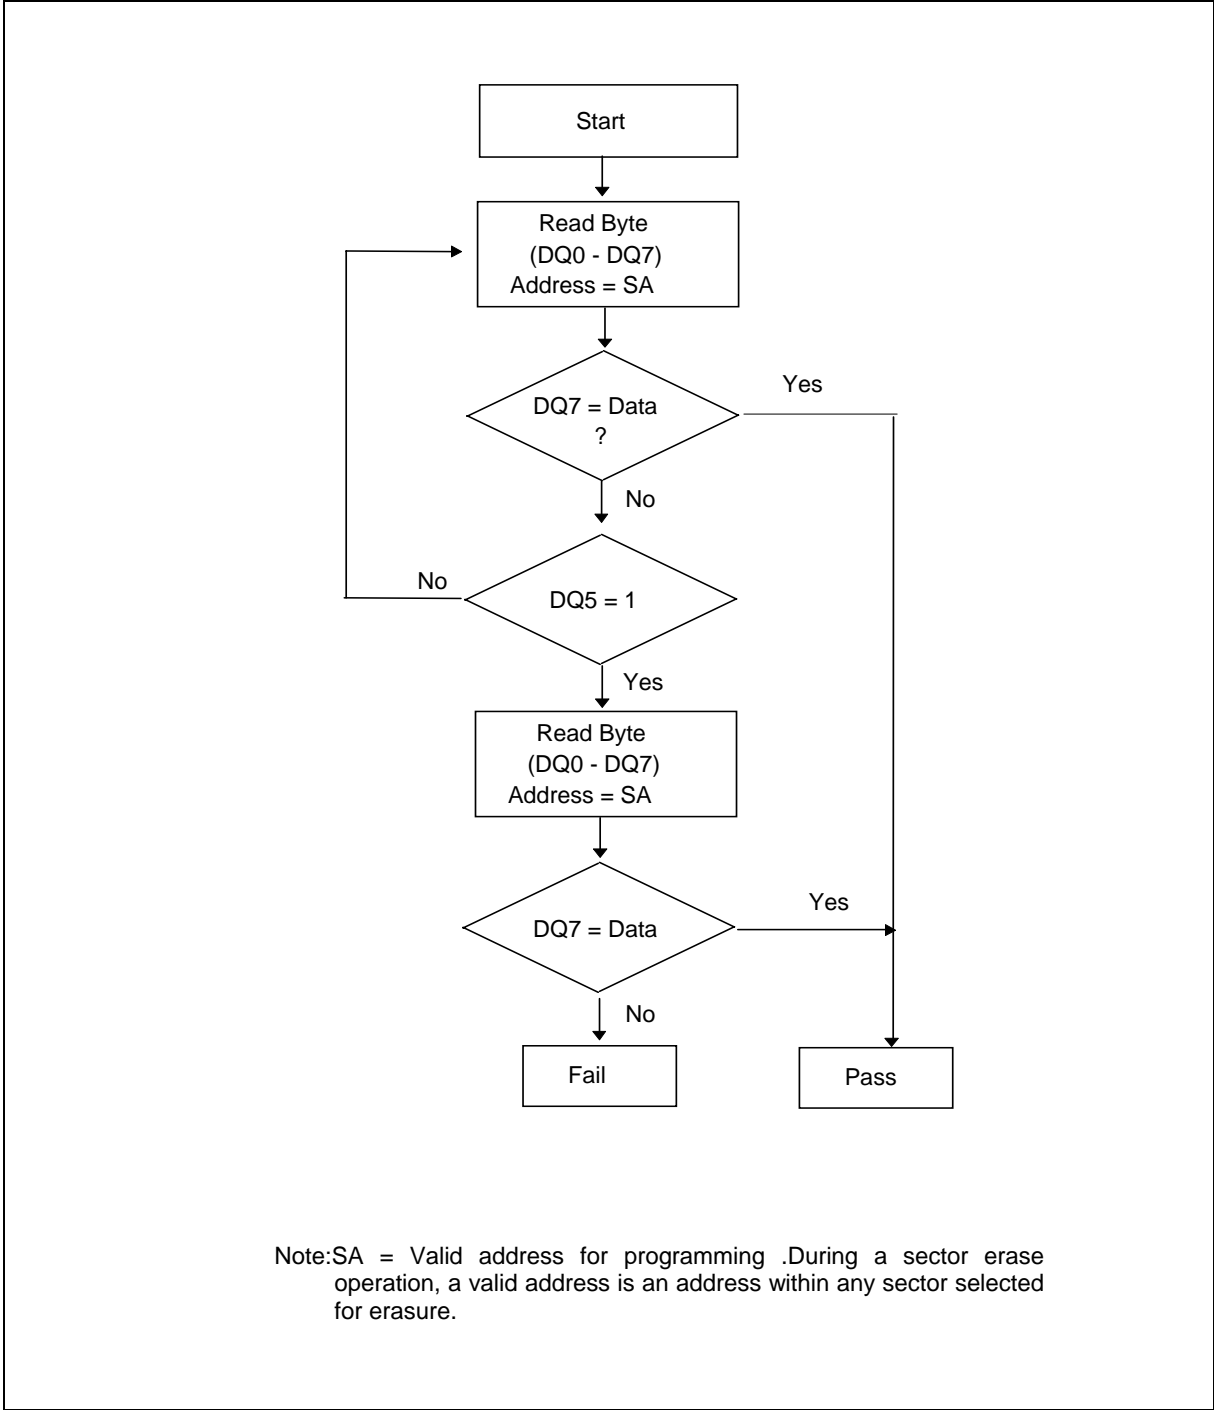 Start
Read Byte
(DQ0 - DQ7)
Address = SA
DQ7 = Data
?
Yes
No
DQ5 = 1
No
Yes
Read Byte
(DQ0 - DQ7)
Address = SA
DQ7 = Data
Yes
No
Fail
Pass
Note:SA = Valid address for programming .During a sector erase
operation, a valid address is an address within any sector selected
for erasure.